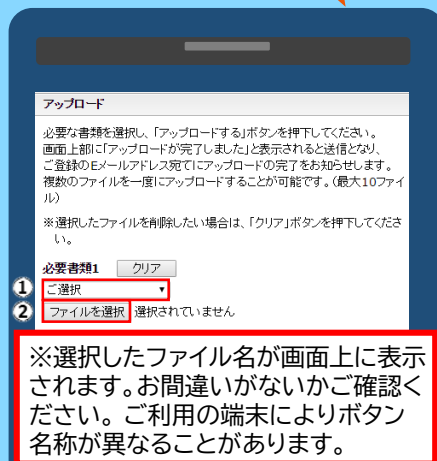 アップロード
必要な書類を選択し、「アップロードする」ボタンを押下してください。
画面上部に「アップロードが完了しました」と表示されると送信となり、
ご登録のEメールアドレス宛てにアップロードの完了をお知らせします。
複数のファイルを一度にアップロードすることが可能です。(最大10ファイ
ル)
※選択したファイルを削除したい場合は、「クリア」ボタンを押下してくださ
い。
必要書類1 クリア
① ご選択 ▼
② ファイルを選択 選択されていません
※選択したファイル名が画面上に表示
されます。お間違いがないかご確認く
ださい。ご利用の端末によりボタン
名称が異なることがあります。